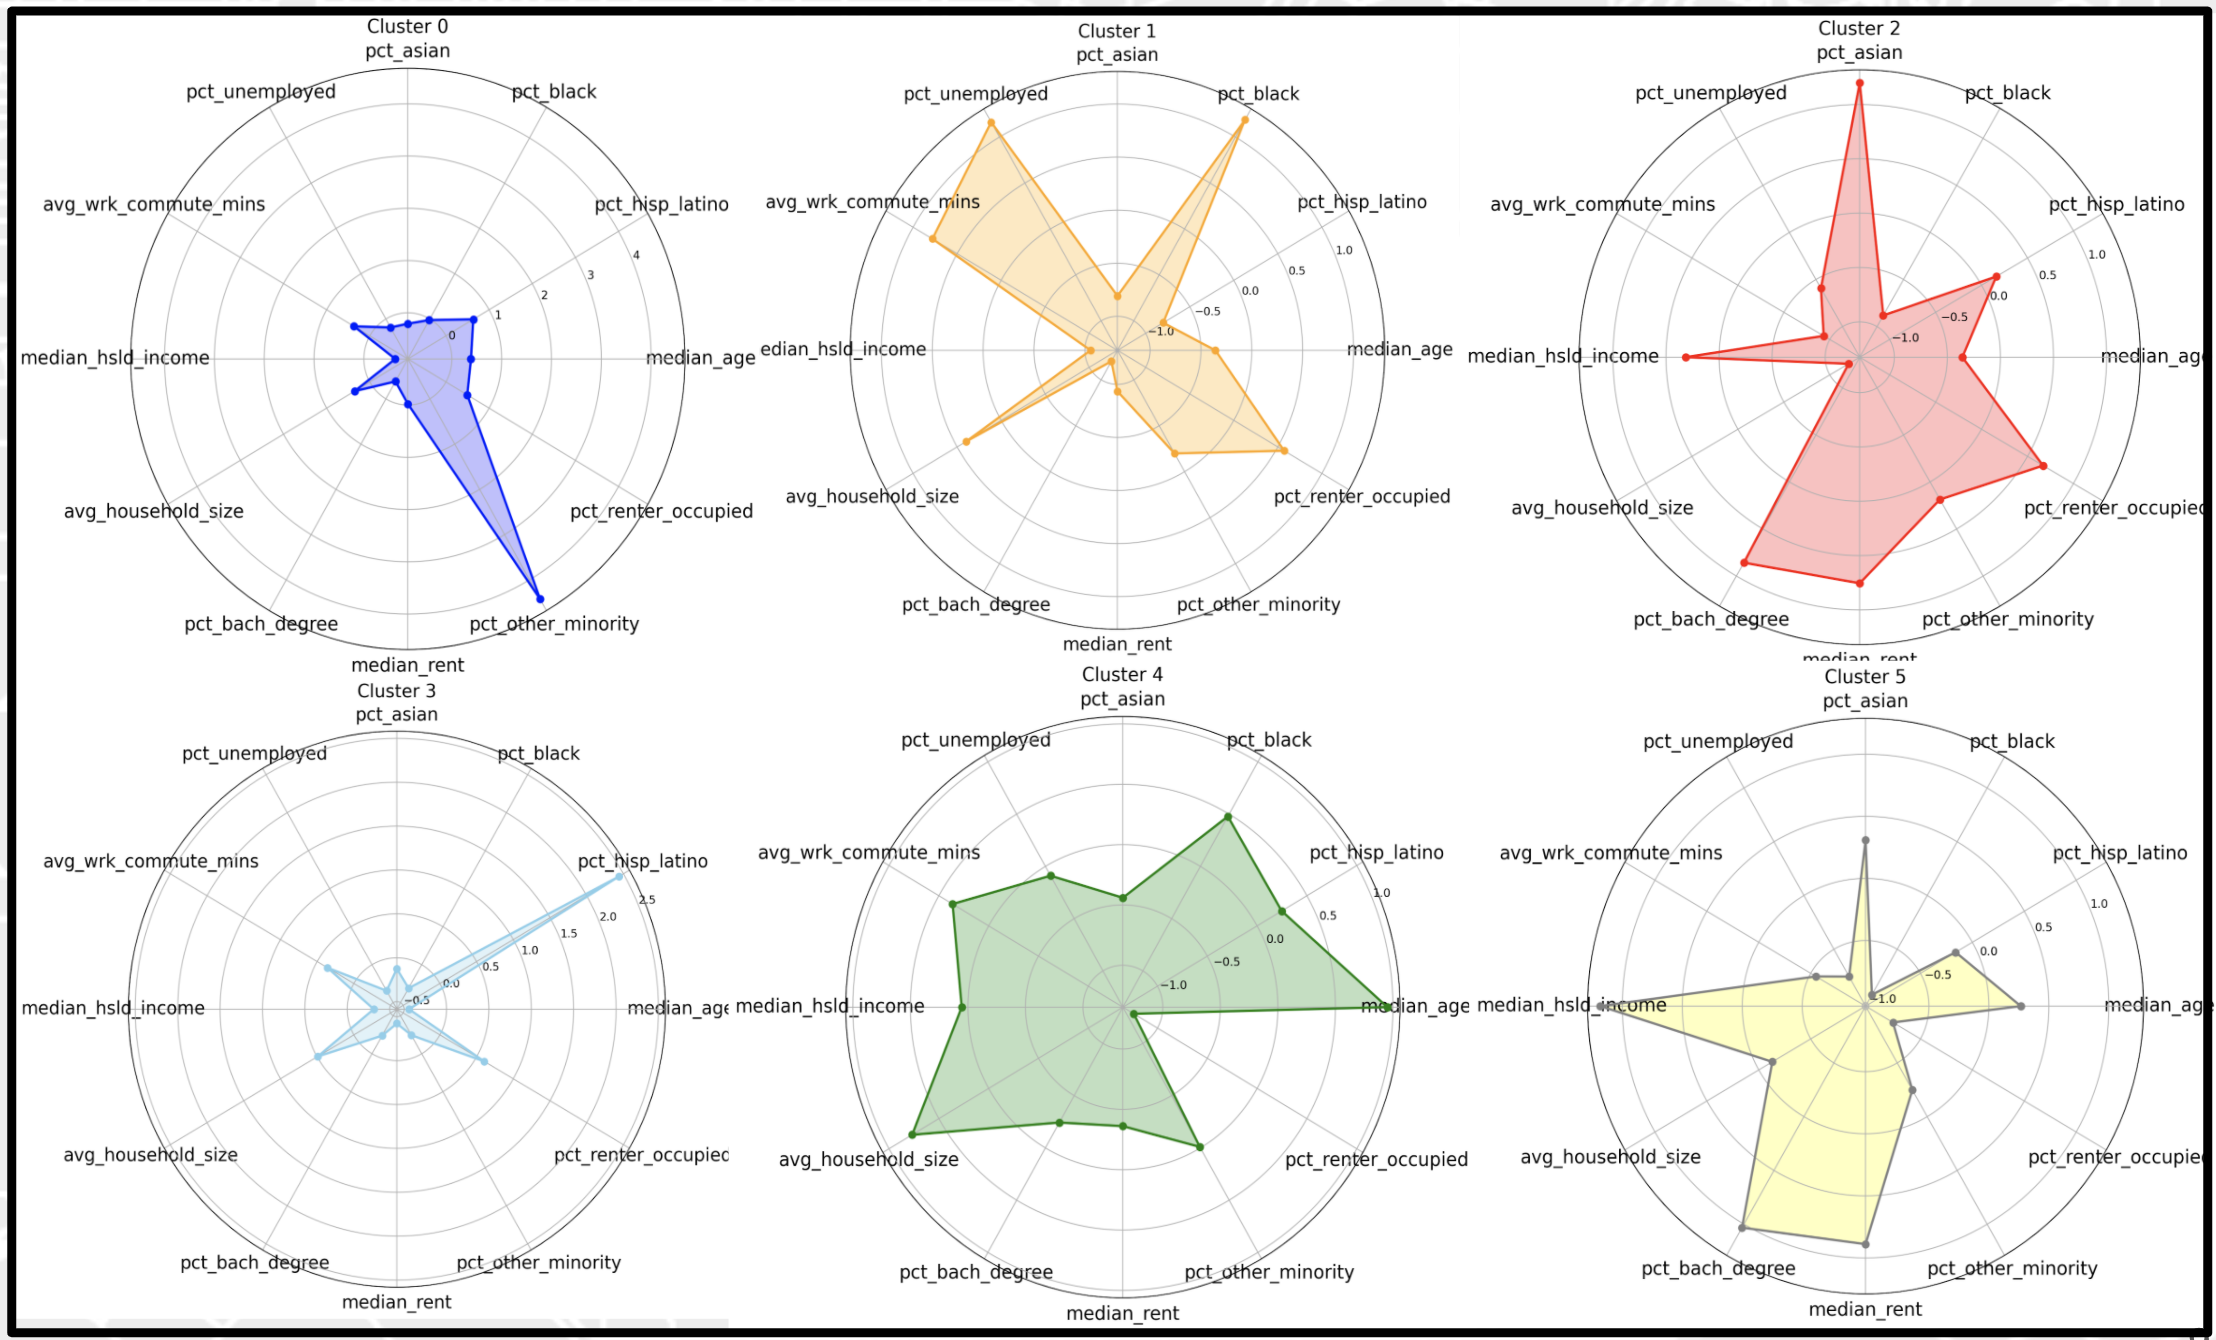 Cluster 0
pct_asian
pct_unemployed
pct_black
avg_wrk_commute_mins
pct_hisp_latino
4
3
2
1
0
median_hsld_income
median_age
avg_household_size
pct_renter_occupied
pct_bach_degree
pct_other_minority
median_rent
Cluster 1
pct_asian
pct_unemployed
pct_black
avg_wrk_commute_mins
pct_hisp_latino
1.0
0.5
0.0
−0.5
−1.0
edian_hsld_income
median_age
avg_household_size
pct_renter_occupied
pct_bach_degree
pct_other_minority
median_rent
Cluster 2
pct_asian
pct_unemployed
pct_black
avg_wrk_commute_mins
pct_hisp_latino
1.0
0.5
0.0
−0.5
−1.0
median_hsld_income
median_age
avg_household_size
pct_renter_occupied
pct_bach_degree
pct_other_minority
median_rent
Cluster 3
pct_asian
pct_unemployed
pct_black
avg_wrk_commute_mins
pct_hisp_latino
2.5
2.0
1.5
1.0
0.5
0.0
−0.5
median_hsld_income
median_age
avg_household_size
pct_renter_occupied
pct_bach_degree
pct_other_minority
median_rent
Cluster 4
pct_asian
pct_unemployed
pct_black
avg_wrk_commute_mins
pct_hisp_latino
1.0
0.5
0.0
−0.5
−1.0
median_hsld_income
median_age
avg_household_size
pct_renter_occupied
pct_bach_degree
pct_other_minority
median_rent
Cluster 5
pct_asian
pct_unemployed
pct_black
avg_wrk_commute_mins
pct_hisp_latino
1.0
0.5
0.0
−0.5
−1.0
median_hsld_income
median_age
avg_household_size
pct_renter_occupied
pct_bach_degree
pct_other_minority
median_rent